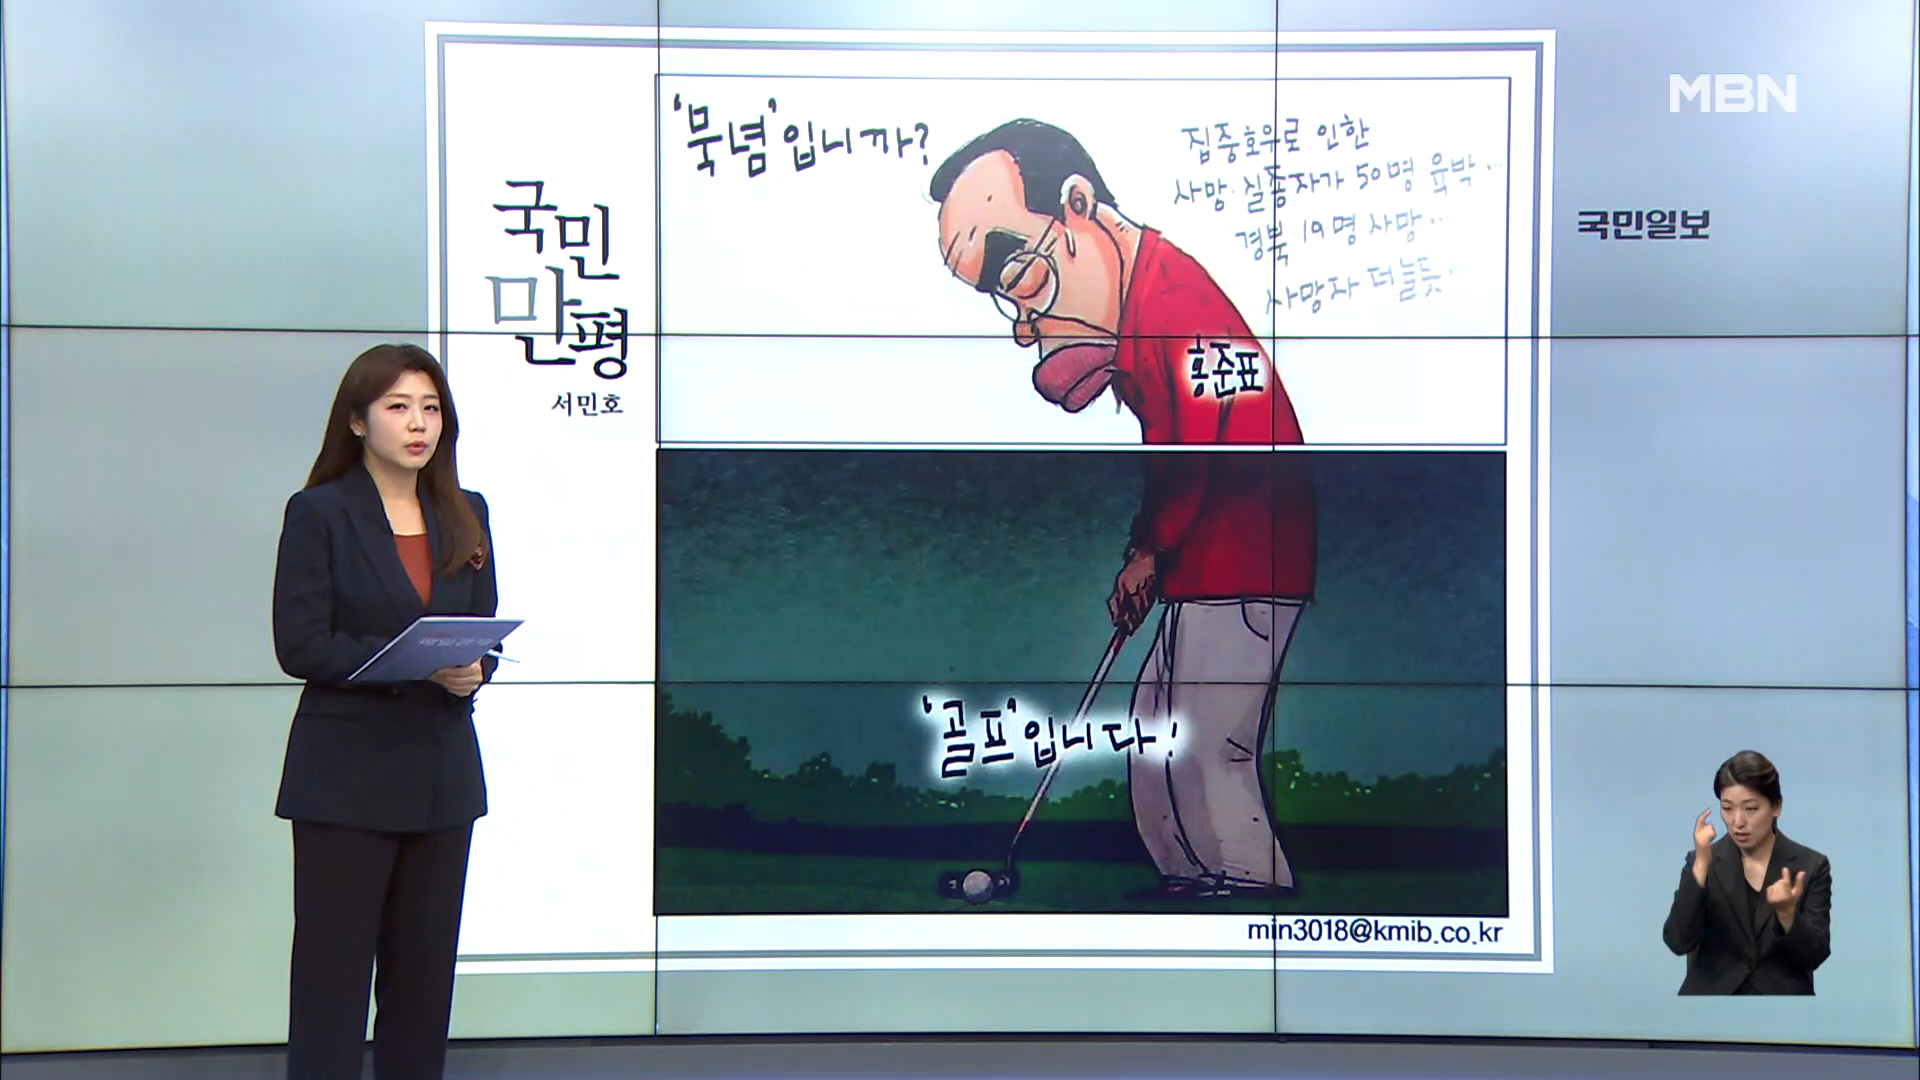 MBN
국민일보
국민
만평
서민호
'묵념'입니까?
집중호우로 인한
사망·실종자가 50명 육박...
경북 19명 사망...
사망자 더 늘듯...
홍준표
'골프'입니다!
min3018@kmib.co.kr